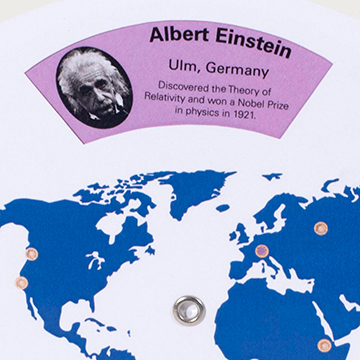 Albert Einstein
Ulm, Germany
Discovered the Theory of
Relativity and won a Nobel Prize
in physics in 1921.